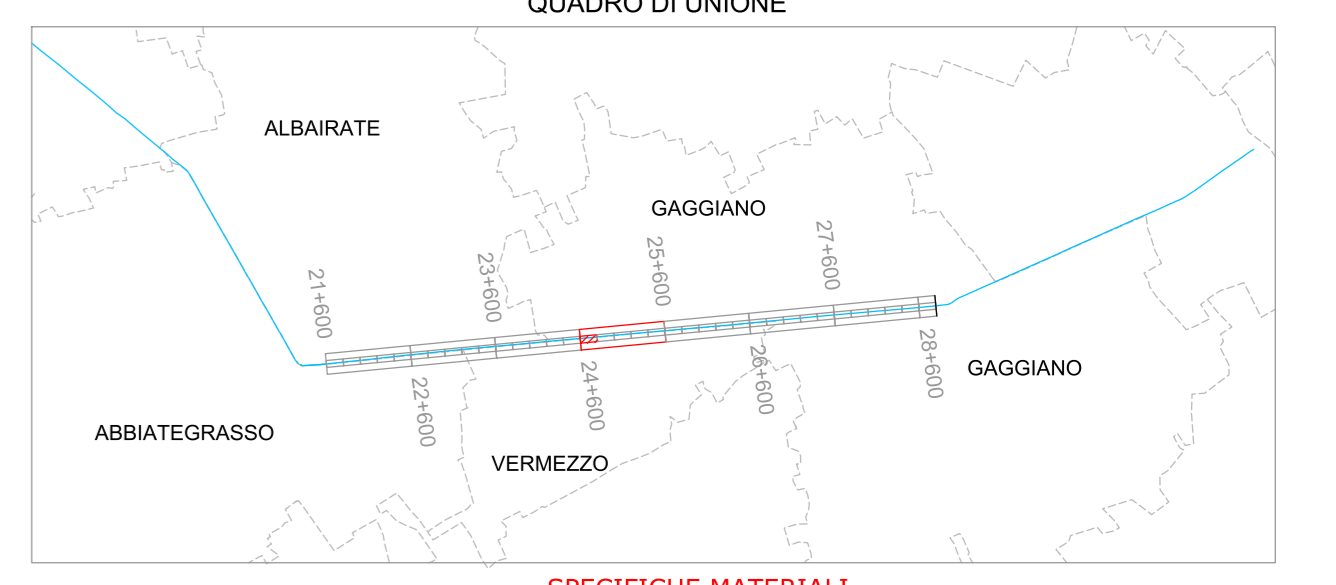 QUADRO DI UNIONE
ALBAIRATE
GAGGIANO
21+600
23+600
25+600
27+600
22+600
24+600
26+600
28+600
GAGGIANO
ABBIATEGRASSO
VERMEZZO
SPECIFICHE MATERIALI